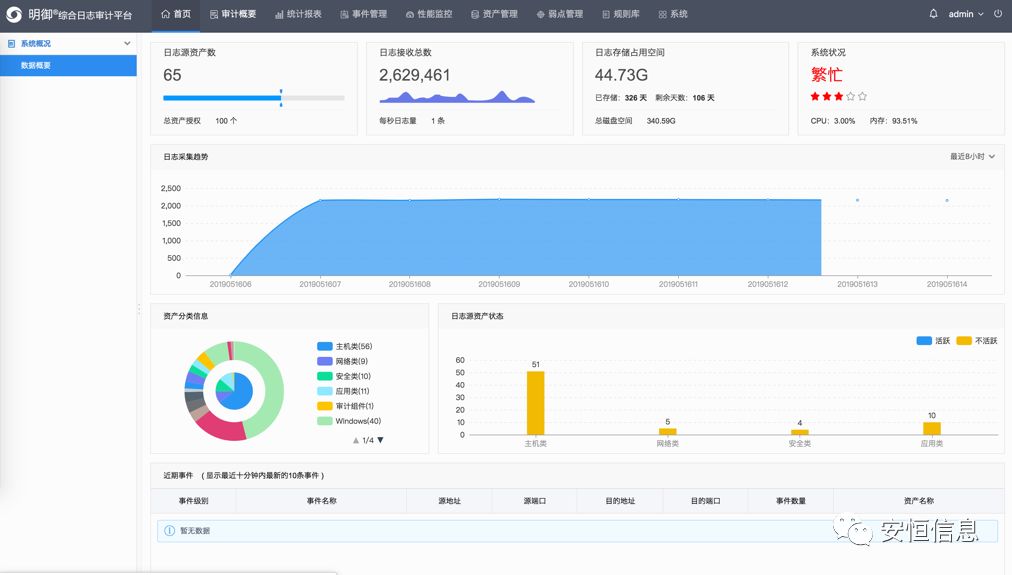 明御®综合日志审计平台 首页 审计概要 统计报表 事件管理 性能监控 资产管理 弱点管理 规则库 系统 admin
系统概况
数据概要
日志源资产数
65
总资产授权 100 个
日志接收总数
2,629,461
每秒日志量 1 条
日志存储占用空间
44.73G
已存储: 326 天 剩余天数: 106 天
总磁盘空间 340.59G
系统状况
繁忙
CPU: 3.00% 内存: 93.51%
日志采集趋势 最近8小时
2,500
2,000
1,500
1,000
500
0
2019051606 2019051607 2019051608 2019051609 2019051610 2019051611 2019051612 2019051613 2019051614
资产分类信息
主机类(56)
网络类(9)
安全类(10)
应用类(11)
审计组件(1)
Windows(40)
1/4
日志源资产状态
活跃 不活跃
60
50
40
30
20
10
0
51
5
4
10
主机类 网络类 安全类 应用类
近期事件 (显示最近十分钟内最新的10条事件)
事件级别 事件名称 源地址 源端口 目的地址 目的端口 事件数量 资产名称
暂无数据
安恒信息